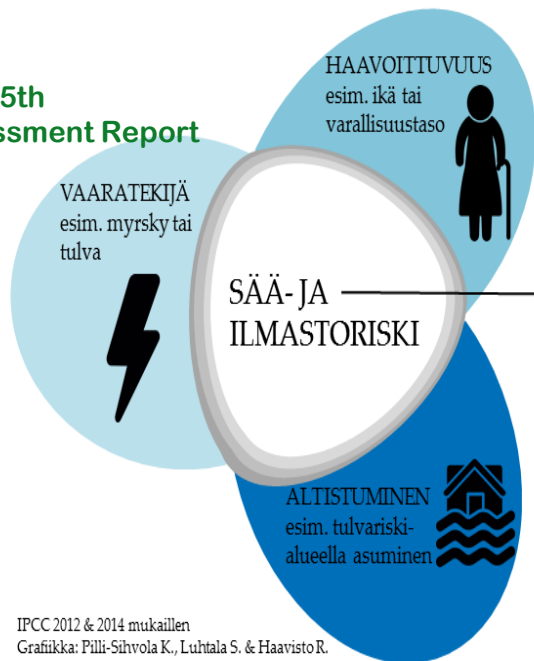 5th
ssment Report
HAAVOITTUVUUS
esim. ikä tai
varallisuustaso
VAARATEKIJÄ
esim. myrsky tai
tulva
SÄÄ- JA
ILMASTORISKI
ALTISTUMINEN
esim. tulvariski-
alueella asuminen
IPCC 2012 & 2014 mukaillen
Grafiikka: Pilli-Sihvola K., Luhtala S. & Haavisto R.